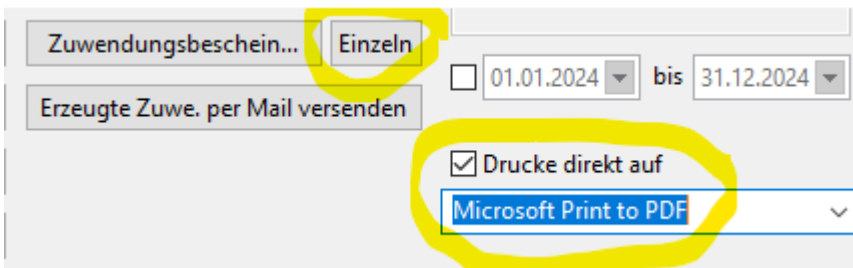 Zuwendungsbeschein... Einzeln
01.01.2024 bis 31.12.2024
Erzeugte Zuwe. per Mail versenden
Drucke direkt auf
Microsoft Print to PDF